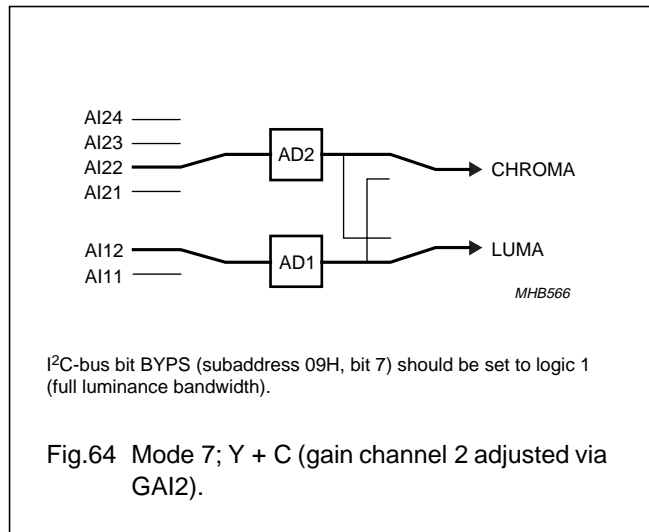 AI24
AI23
AI22
AI21
AD2
CHROMA
AI12
AI11
AD1
LUMA
MHB566
I²C-bus bit BYPS (subaddress 09H, bit 7) should be set to logic 1
(full luminance bandwidth).
Fig.64 Mode 7; Y + C (gain channel 2 adjusted via
GAI2).